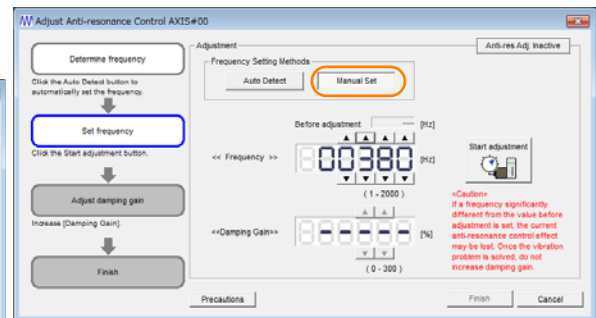 Adjust Anti-resonance Control AXIS#00
Determine frequency
Click the Auto Detect button to
automatically set the frequency.
Set frequency
Click the Start adjustment button.
Adjust damping gain
Increase [Damping Gain].
Finish
Adjustment
Anti-res Adj Inactive
Frequency Setting Methods
Auto Detect
Manual Set
Before adjustment
[Hz]
<< Frequency >>
00380
[Hz]
( 1 - 2000 )
<<Damping Gain>>
-----
[%]
( 0 - 300 )
Start adjustment
<Caution>
If a frequency significantly
different from the value before
adjustment is set, the current
anti-resonance control effect
may be lost. Once the vibration
problem is solved, do not
increase damping gain.
Precautions
Finish
Cancel